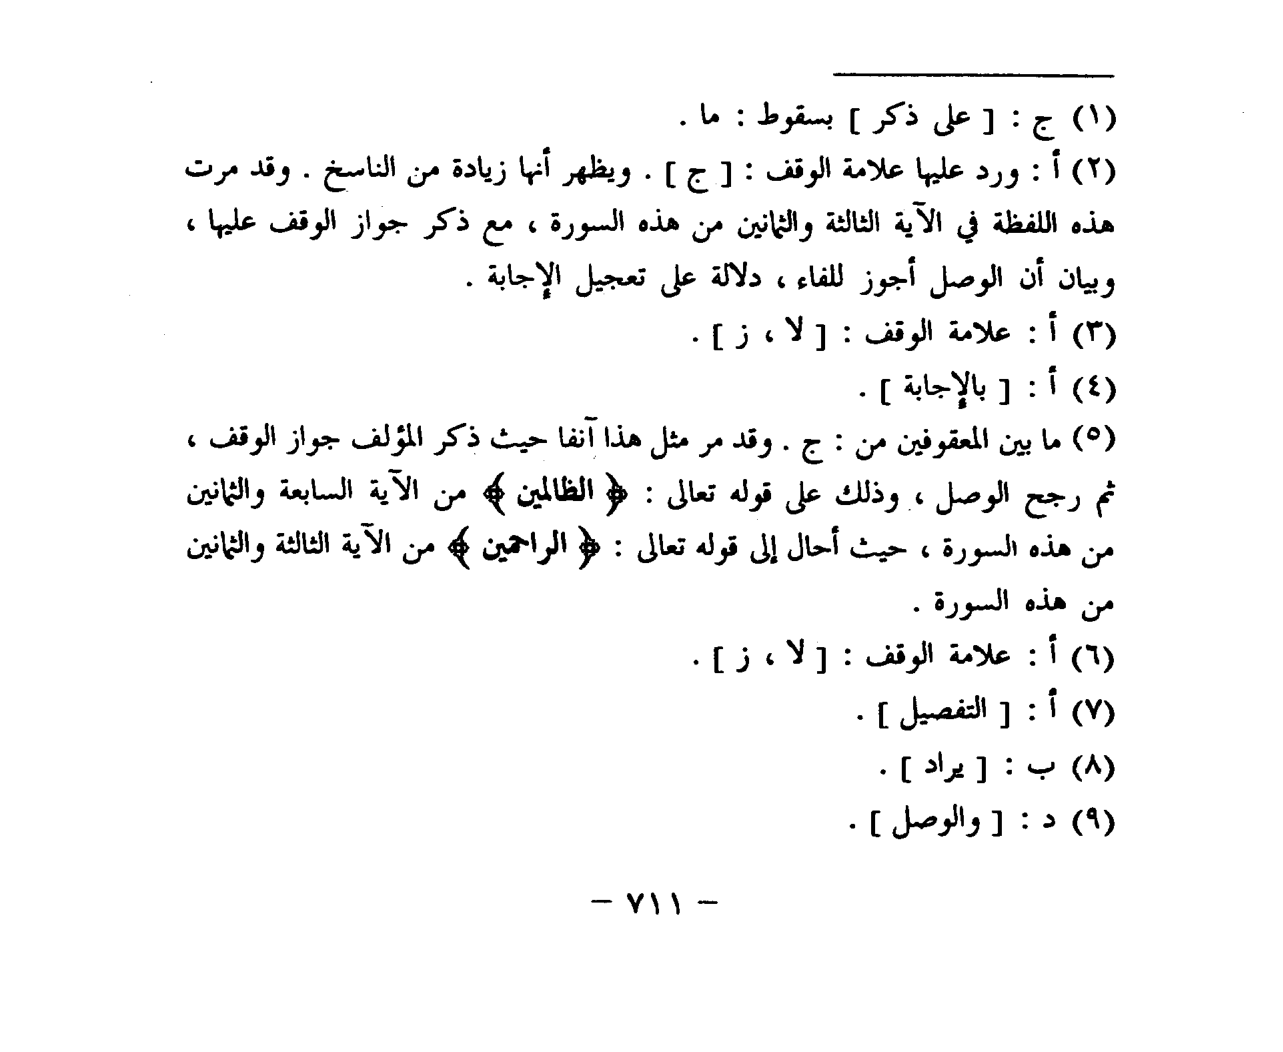 (١) ج : [ على ذكر ] بسقوط : ما .
(٢) أ : ورد عليها علامة الوقف : [ ج ] . ويظهر أنها زيادة من الناسخ . وقد مرت
هذه اللفظة في الآية الثالثة والثمانين من هذه السورة ، مع ذكر جواز الوقف عليها ،
وبيان أن الوصل أجوز للفاء ، دلالة على تعجيل الإجابة .
(٣) أ : علامة الوقف : [ لا ، ز ] .
(٤) أ : [ بالإجابة ] .
(٥) ما بين المعقوفين من : ج . وقد مر مثل هذا آنفا حيث ذكر المؤلف جواز الوقف ،
ثم رجح الوصل ، وذلك على قوله تعالى : ﴿ الظالمين ﴾ من الآية السابعة والثمانين
من هذه السورة ، حيث أحال إلى قوله تعالى : ﴿ الراحمين ﴾ من الآية الثالثة والثمانين
من هذه السورة .
(٦) أ : علامة الوقف : [ لا ، ز ] .
(٧) أ : [ التفصيل ] .
(٨) ب : [ يراد ] .
(٩) د : [ والوصل ] .
– ٧١١ –